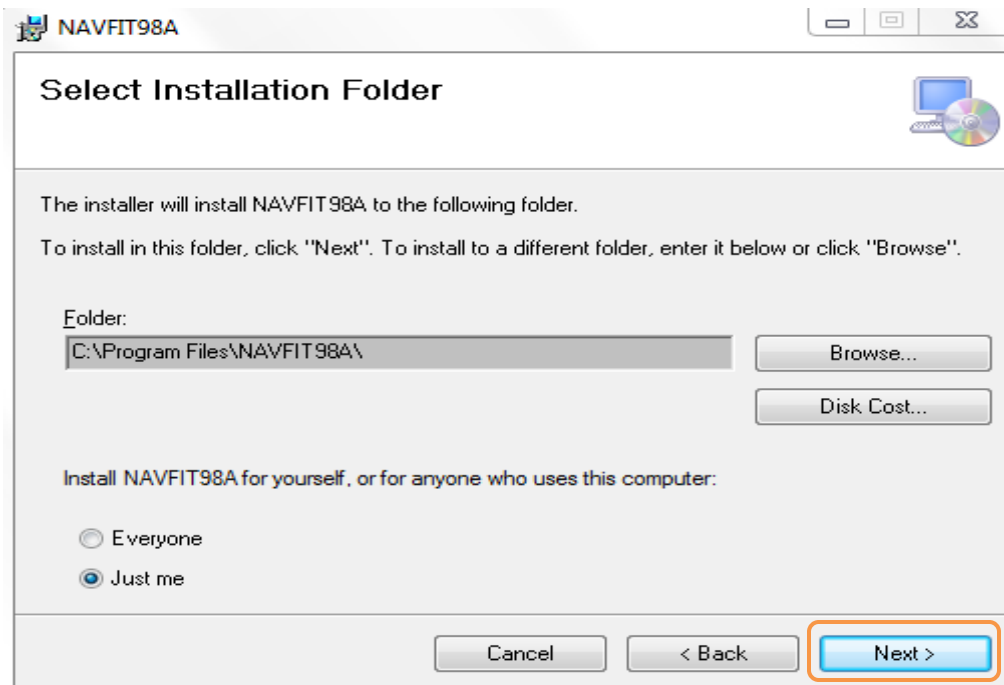 NAVFIT98A
Select Installation Folder
The installer will install NAVFIT98A to the following folder.
To install in this folder, click "Next". To install to a different folder, enter it below or click "Browse".
Folder:
C:\Program Files\NAVFIT98A\
Browse...
Disk Cost...
Install NAVFIT98A for yourself, or for anyone who uses this computer:
Everyone
Just me
Cancel
< Back
Next >